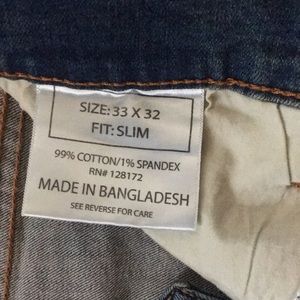 SIZE: 33 X 32
FIT: SLIM
99% COTTON/1% SPANDEX
RN# 128172
MADE IN BANGLADESH
SEE REVERSE FOR CARE